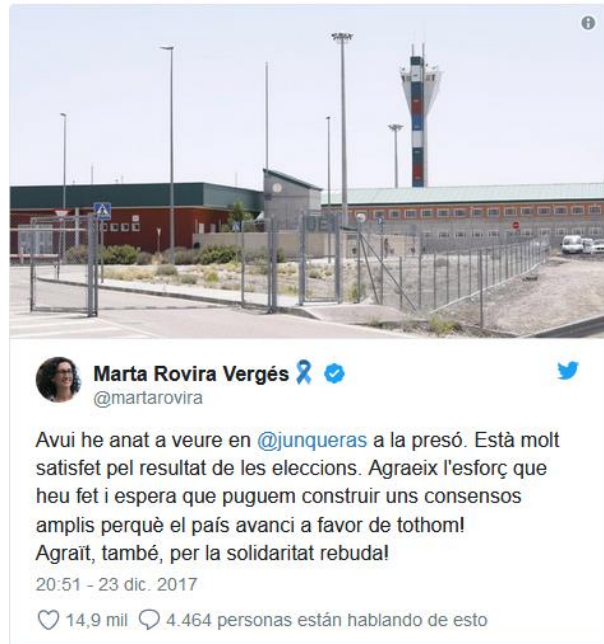 Marta Rovira Vergés
@martarovira
Avui he anat a veure en @junqueras a la presó. Està molt
satisfet pel resultat de les eleccions. Agraeix l'esforç que
heu fet i espera que puguem construir uns consensos
amplis perquè el país avanci a favor de tothom!
Agraït, també, per la solidaritat rebuda!
20:51 - 23 dic. 2017
14,9 mil 4.464 personas están hablando de esto